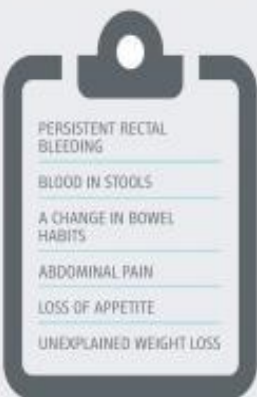 PERSISTENT RECTAL
BLEEDING
BLOOD IN STOOLS
A CHANGE IN BOWEL
HABITS
ABDOMINAL PAIN
LOSS OF APPETITE
UNEXPLAINED WEIGHT LOSS